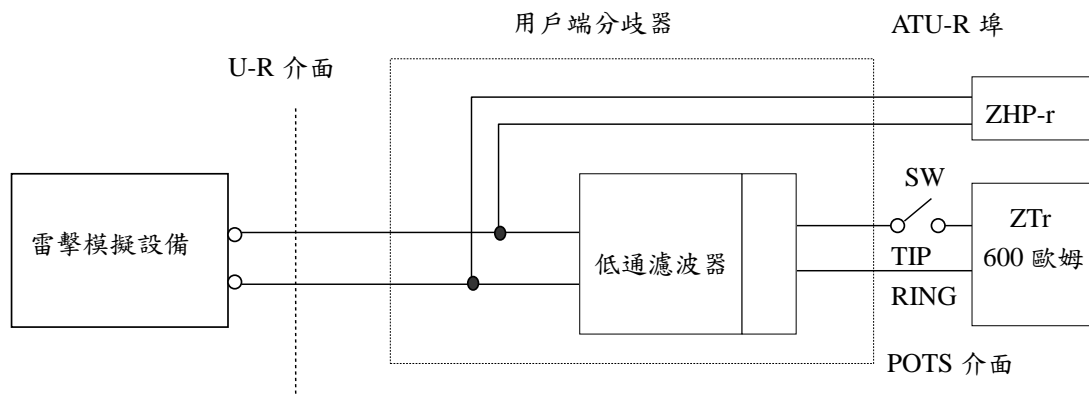 用戶端分歧器
ATU-R 埠
U-R 介面
ZHP-r
SW
雷擊模擬設備
低通濾波器
ZTr
600 歐姆
TIP
RING
POTS 介面